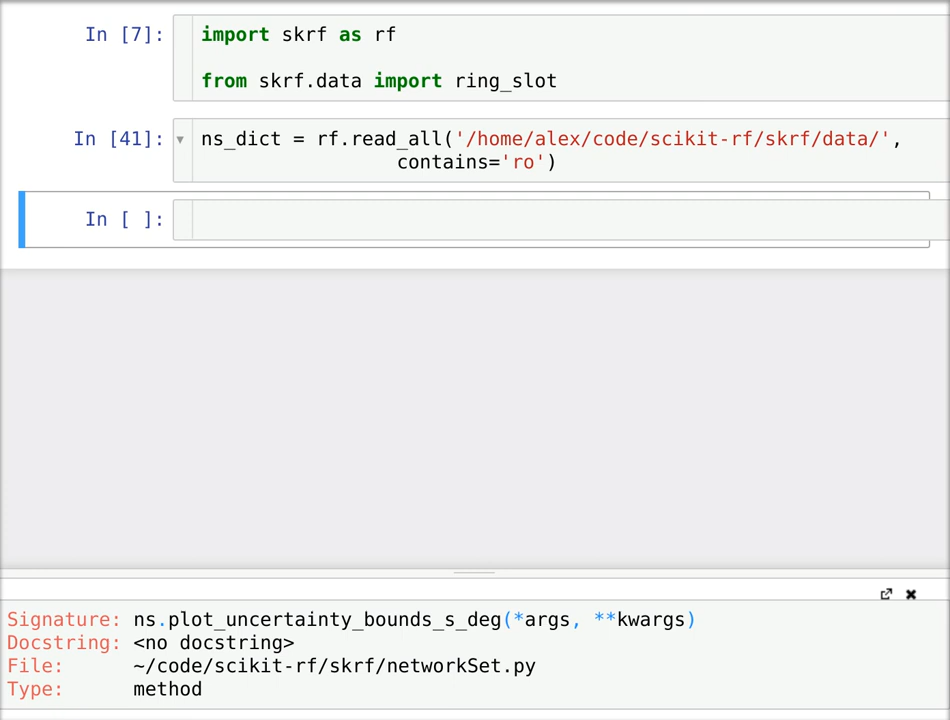 In [7]: import skrf as rf
from skrf.data import ring_slot
In [41]: ns_dict = rf.read_all('/home/alex/code/scikit-rf/skrf/data/',
contains='ro')
In [ ]:
Signature: ns.plot_uncertainty_bounds_s_deg(*args, **kwargs)
Docstring: <no docstring>
File: ~/code/scikit-rf/skrf/networkSet.py
Type: method